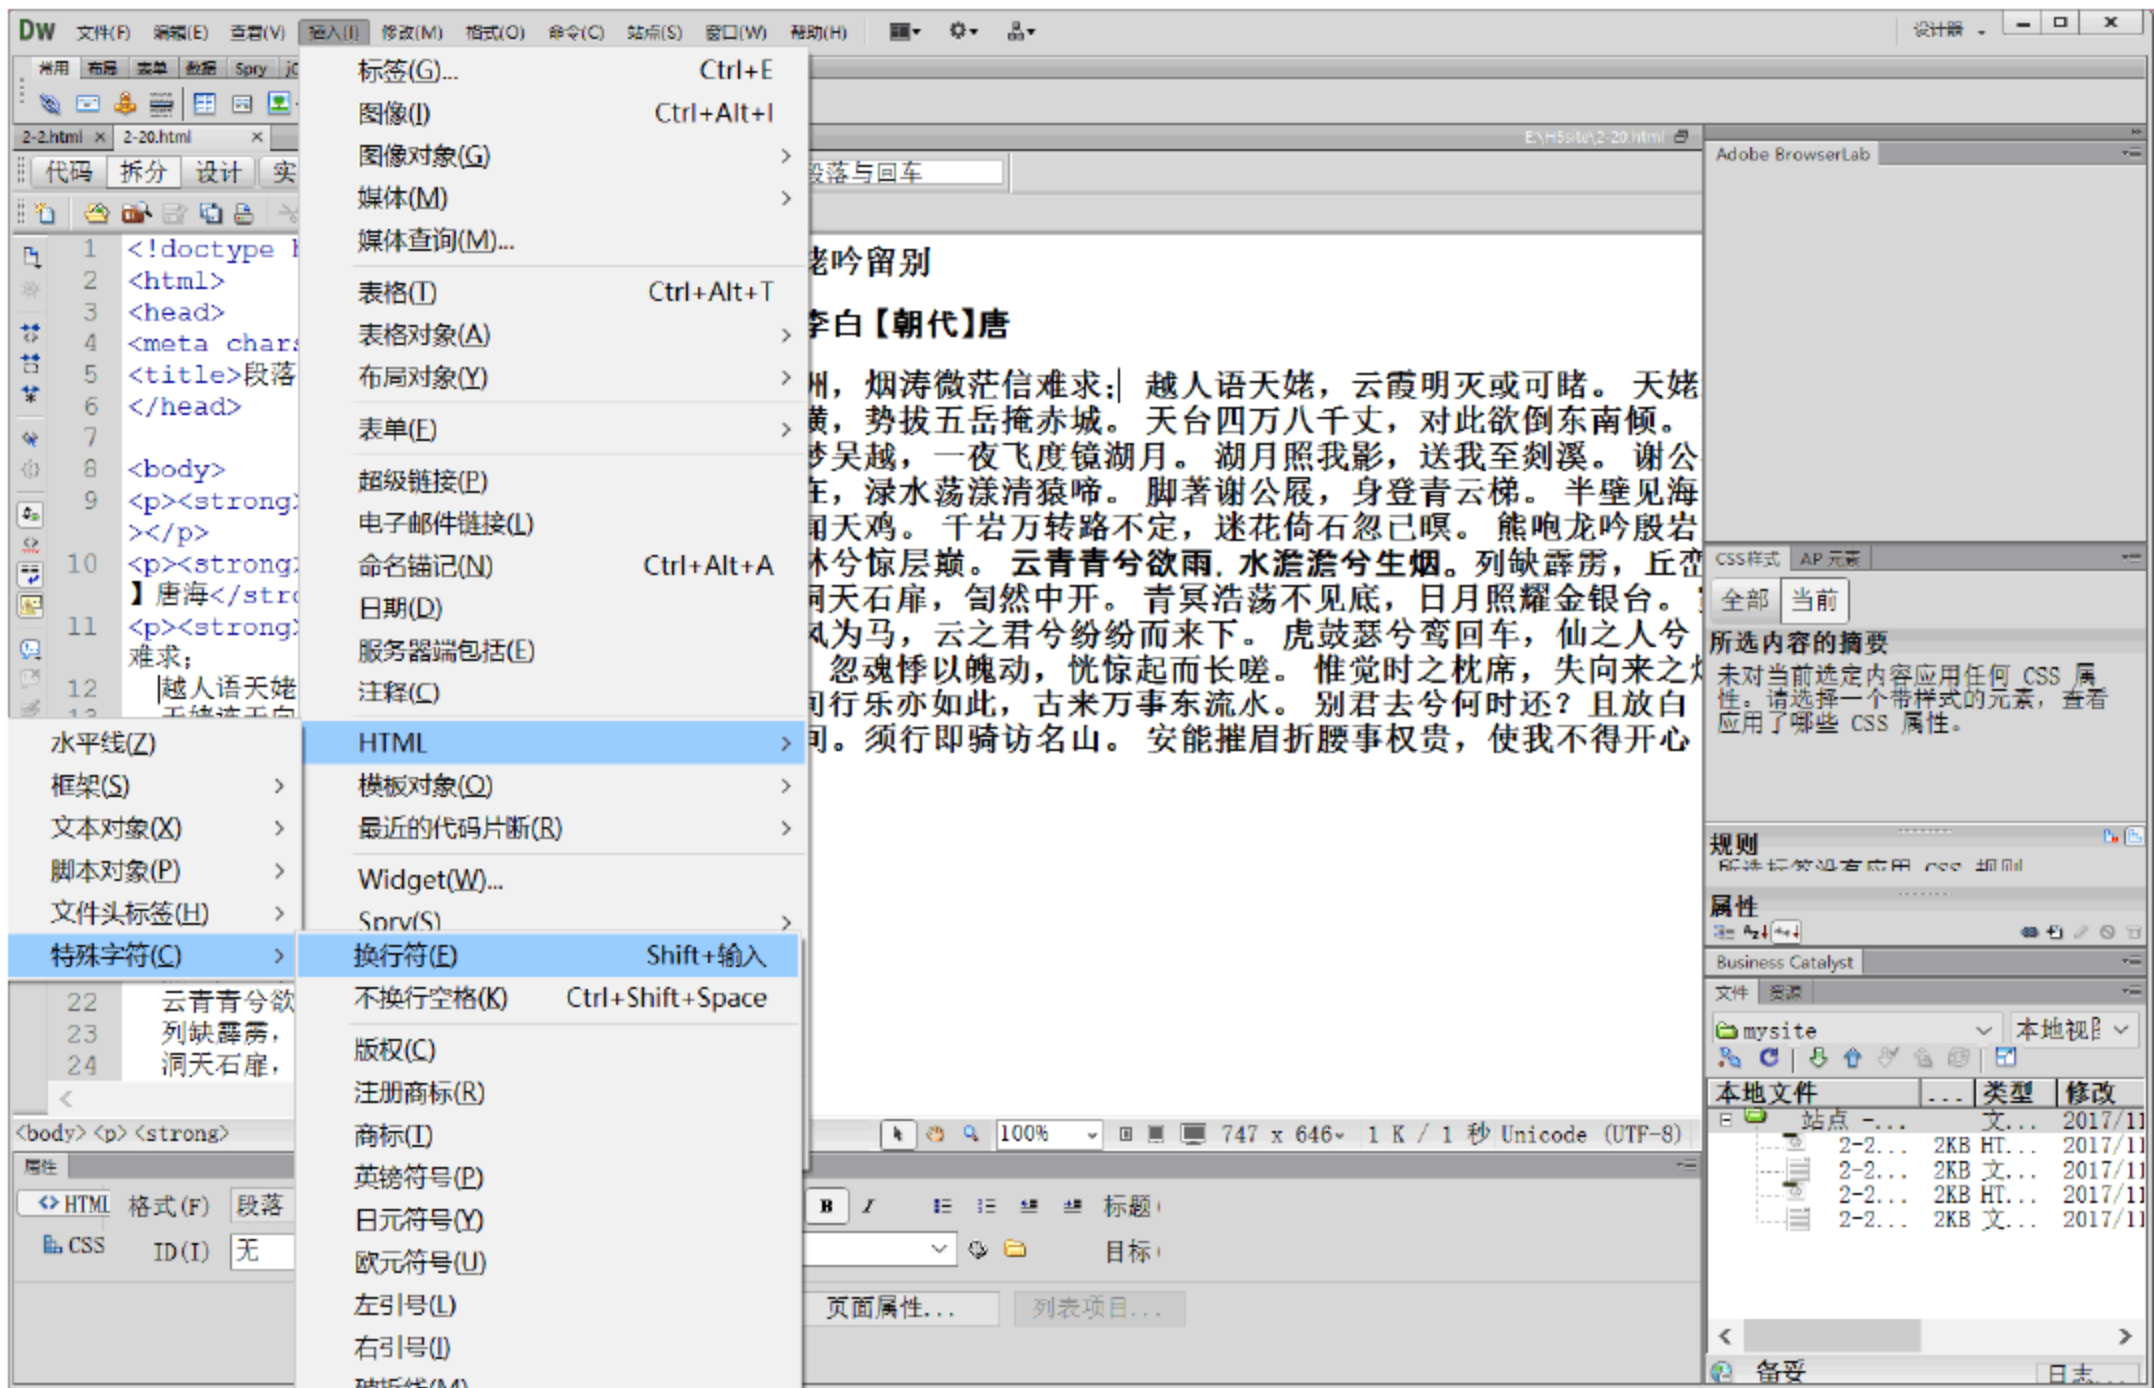 DW 文件(F) 编辑(E) 查看(V) 插入(I) 修改(M) 格式(O) 命令(C) 站点(S) 窗口(W) 帮助(H) 设计器
常用 布局 表单 数据 Spry
2-2.html × 2-20.html × E:\H5site\2-20.html
代码 拆分 设计 实
段落与回车
标签(G)... Ctrl+E
图像(I) Ctrl+Alt+I
图像对象(G)
媒体(M)
媒体查询(M)...
表格(T) Ctrl+Alt+T
表格对象(A)
布局对象(Y)
表单(F)
超级链接(P)
电子邮件链接(L)
命名锚记(N) Ctrl+Alt+A
日期(D)
服务器端包括(E)
注释(C)
HTML
模板对象(O)
最近的代码片断(R)
Widget(W)...
Spry(S)
水平线(Z)
框架(S)
文本对象(X)
脚本对象(P)
文件头标签(H)
特殊字符(C)
换行符(E) Shift+输入
不换行空格(K) Ctrl+Shift+Space
版权(C)
注册商标(R)
商标(T)
英镑符号(P)
日元符号(Y)
欧元符号(U)
左引号(L)
右引号(I)
破折线(M)
1 <!doctype h
2 <html>
3 <head>
4 <meta chars
5 <title>段落
6 </head>
7
8 <body>
9 <p><strong>
></p>
10 <p><strong>
】唐海</stro
11 <p><strong>
难求;
12 越人语天姥
22 云青青兮欲
23 列缺霹雳，
24 洞天石扉，
姥吟留别
李白【朝代】唐
洲，烟涛微茫信难求; 越人语天姥，云霞明灭或可睹。 天姥
横，势拔五岳掩赤城。 天台四万八千丈，对此欲倒东南倾。
梦吴越，一夜飞度镜湖月。 湖月照我影，送我至剡溪。 谢公
在，渌水荡漾清猿啼。 脚著谢公屐，身登青云梯。 半壁见海
闻天鸡。 千岩万转路不定，迷花倚石忽已暝。 熊咆龙吟殷岩
林兮惊层巅。 云青青兮欲雨，水澹澹兮生烟。列缺霹雳，丘峦
洞天石扉，訇然中开。 青冥浩荡不见底，日月照耀金银台。
风为马，云之君兮纷纷而来下。 虎鼓瑟兮鸾回车，仙之人兮
忽魂悸以魄动，恍惊起而长嗟。 惟觉时之枕席，失向来之烟
间行乐亦如此，古来万事东流水。 别君去兮何时还? 且放白
间。须行即骑访名山。 安能摧眉折腰事权贵，使我不得开心
<body> <p> <strong> 100% 747 x 646 1 K / 1 秒 Unicode (UTF-8)
属性
<> HTML 格式(F) 段落 B I 标题
CSS ID(I) 无 目标
页面属性... 列表项目...
Adobe BrowserLab
CSS样式 AP 元素
全部 当前
所选内容的摘要
未对当前选定内容应用任何 CSS 属
性。请选择一个带样式的元素，查看
应用了哪些 CSS 属性。
规则
所选标签没有应用 CSS 规则
属性
Business Catalyst
文件 资源
mysite 本地视图
本地文件 ... 类型 修改
站点 -... 文... 2017/11
2-2... 2KB HT... 2017/11
2-2... 2KB 文... 2017/11
2-2... 2KB HT... 2017/11
2-2... 2KB 文... 2017/11
备妥 日志...